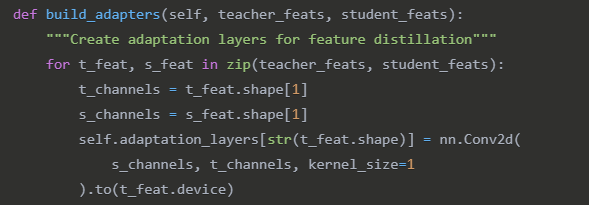 def build_adapters(self, teacher_feats, student_feats):
    """Create adaptation layers for feature distillation"""
    for t_feat, s_feat in zip(teacher_feats, student_feats):
        t_channels = t_feat.shape[1]
        s_channels = s_feat.shape[1]
        self.adaptation_layers[str(t_feat.shape)] = nn.Conv2d(
            s_channels, t_channels, kernel_size=1
        ).to(t_feat.device)